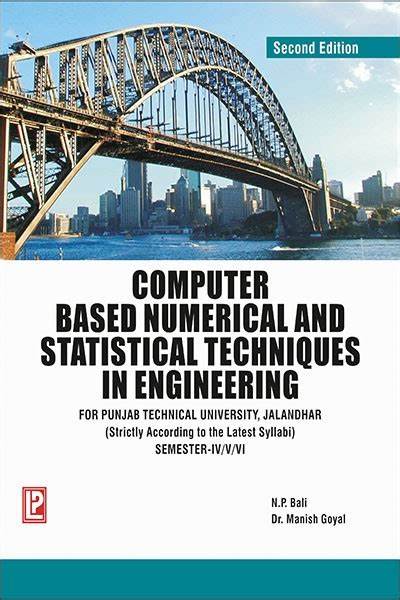 Second Edition
COMPUTER
BASED NUMERICAL AND
STATISTICAL TECHNIQUES
IN ENGINEERING
FOR PUNJAB TECHNICAL UNIVERSITY, JALANDHAR
(Strictly According to the Latest Syllabi)
SEMESTER-IV/V/VI
N.P. Bali
Dr. Manish Goyal
LP